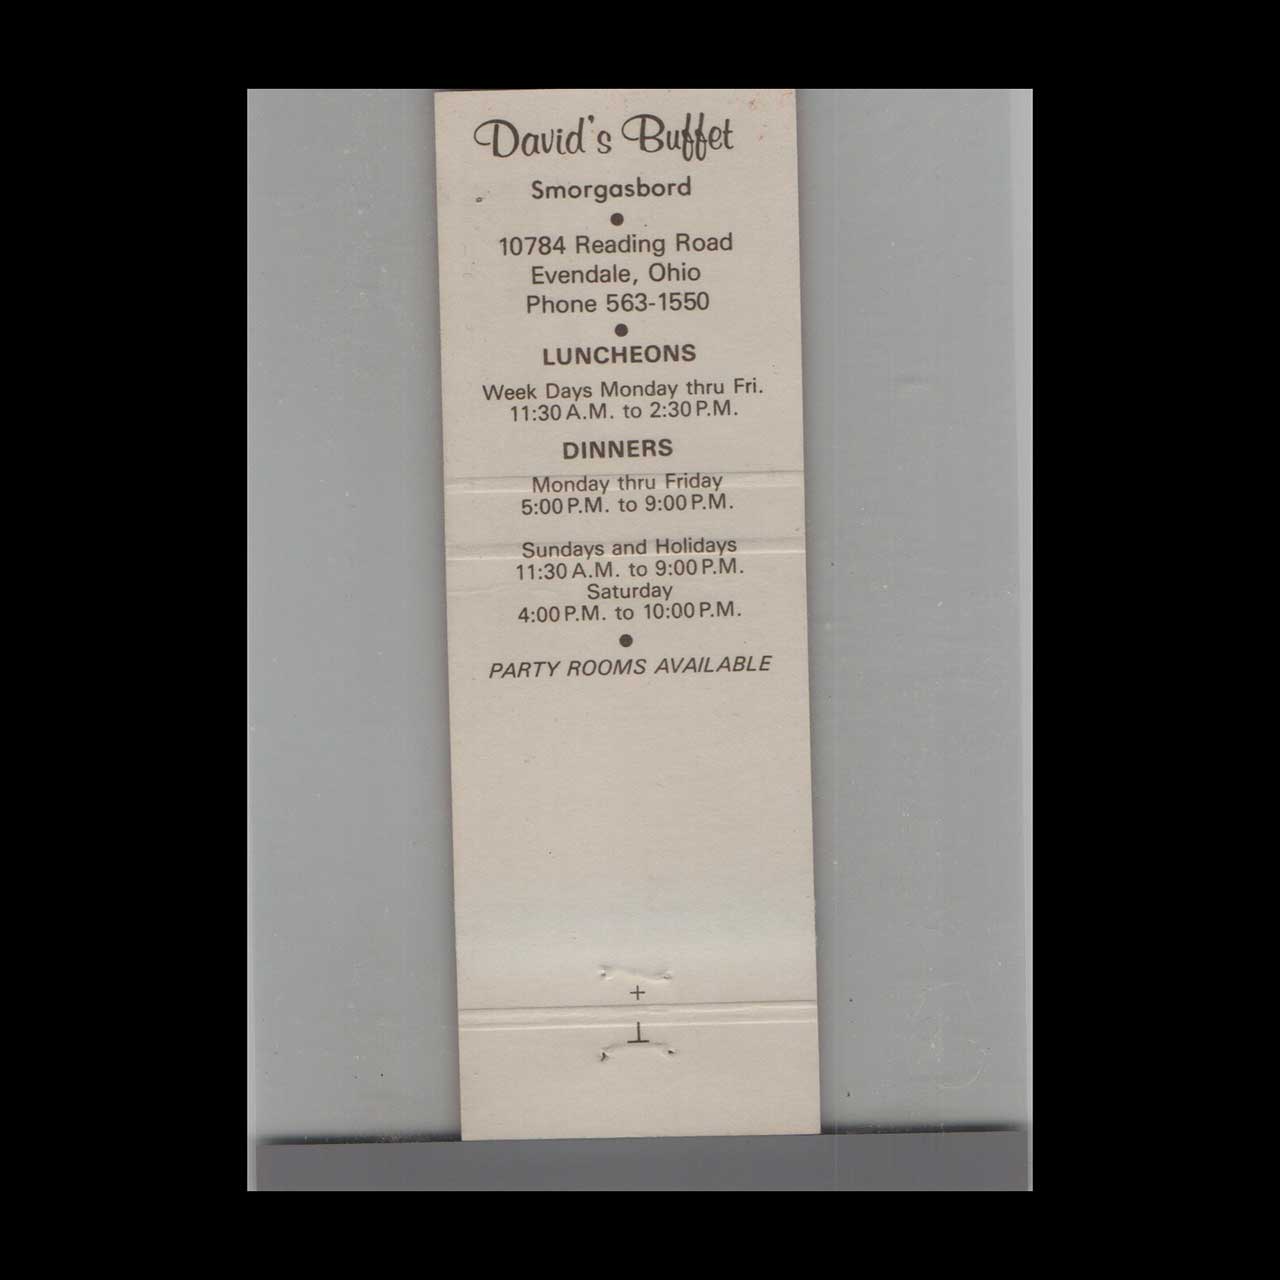 David's Buffet
Smorgasbord
●
10784 Reading Road
Evendale, Ohio
Phone 563-1550
●
LUNCHEONS
Week Days Monday thru Fri.
11:30 A.M. to 2:30 P.M.
DINNERS
Monday thru Friday
5:00 P.M. to 9:00 P.M.
Sundays and Holidays
11:30 A.M. to 9:00 P.M.
Saturday
4:00 P.M. to 10:00 P.M.
●
PARTY ROOMS AVAILABLE